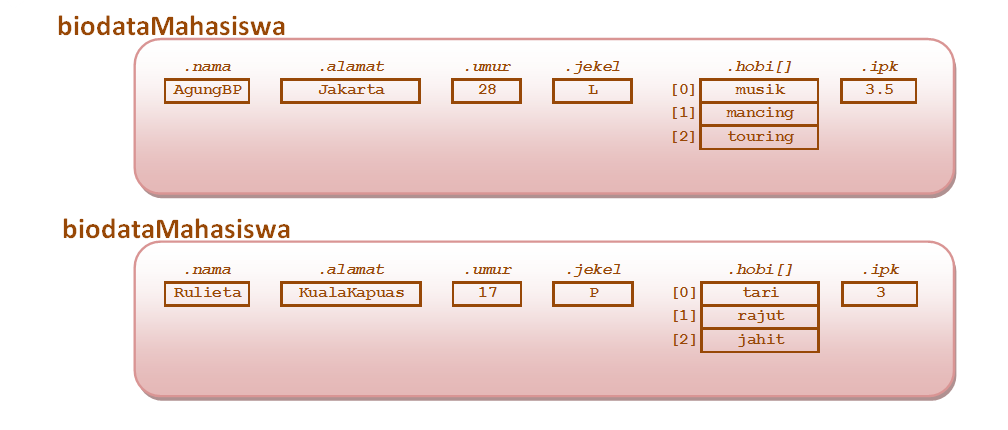 biodataMahasiswa
.nama .alamat .umur .jekel .hobi[] .ipk
AgungBP Jakarta 28 L [0] musik 3.5
[1] mancing
[2] touring
biodataMahasiswa
.nama .alamat .umur .jekel .hobi[] .ipk
Rulieta KualaKapuas 17 P [0] tari 3
[1] rajut
[2] jahit